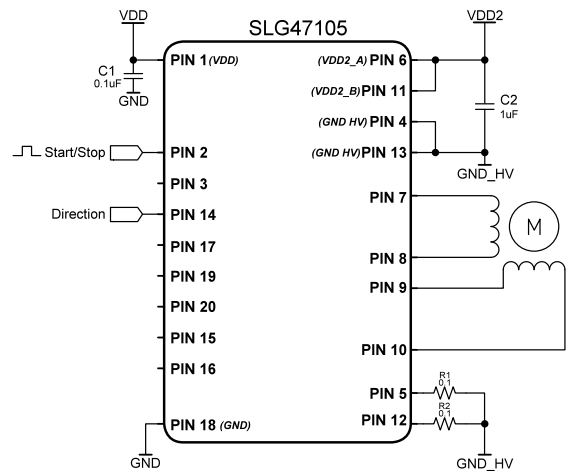 VDD
VDD2
SLG47105
PIN 1 (VDD)
(VDD2_A) PIN 6
C1
0.1uF
GND
(VDD2_B) PIN 11
C2
1uF
(GND HV) PIN 4
Start/Stop
PIN 2
(GND HV) PIN 13
GND_HV
PIN 3
PIN 7
Direction
PIN 14
M
PIN 17
PIN 8
PIN 19
PIN 9
PIN 20
PIN 15
PIN 10
PIN 16
R1
0,1
PIN 5
R2
0,1
PIN 12
PIN 18 (GND)
GND
GND_HV